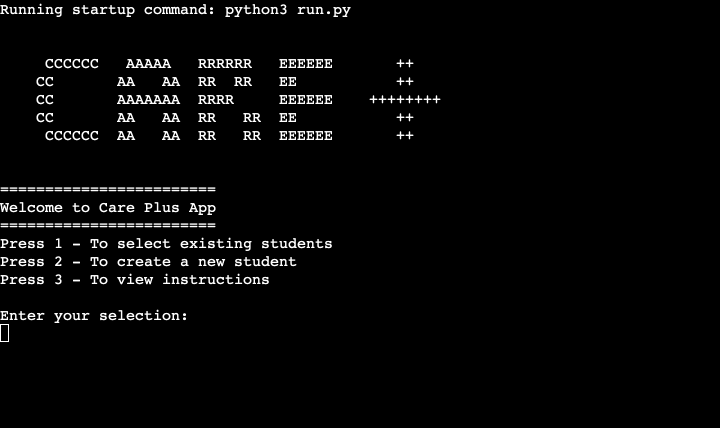 Running startup command: python3 run.py
     CCCCCC   AAAAA   RRRRRR   EEEEEE       ++
    CC       AA   AA  RR  RR   EE           ++
    CC       AAAAAAA  RRRR     EEEEEE    ++++++++
    CC       AA   AA  RR   RR  EE           ++
     CCCCCC  AA   AA  RR   RR  EEEEEE       ++
========================
Welcome to Care Plus App
========================
Press 1 - To select existing students
Press 2 - To create a new student
Press 3 - To view instructions
Enter your selection: